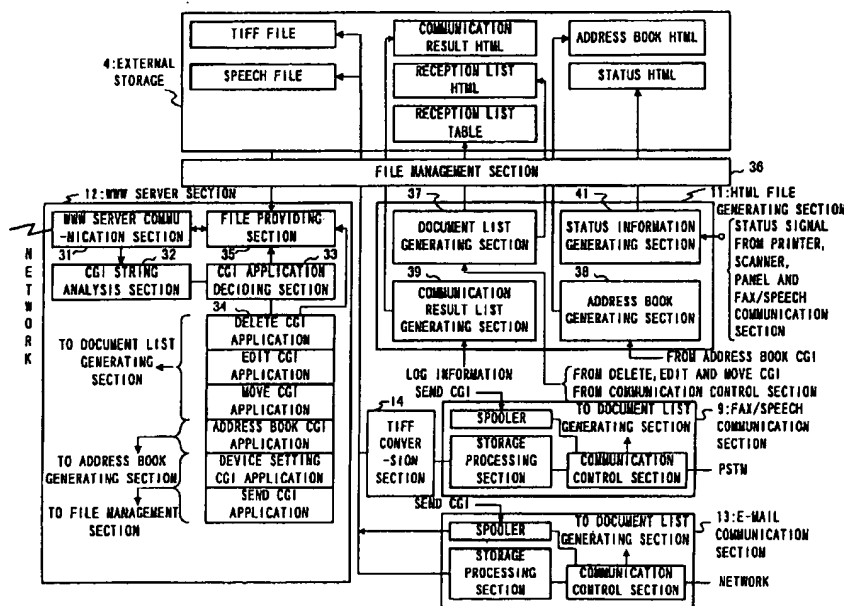 TIFF FILE
SPEECH FILE
4:EXTERNAL
STORAGE
COMMUNICATION
RESULT HTML
RECEPTION LIST
HTML
RECEPTION LIST
TABLE
ADDRESS BOOK HTML
STATUS HTML
FILE MANAGEMENT SECTION
36
12:WWW SERVER SECTION
WWW SERVER COMMU
-NICATION SECTION
31
FILE PROVIDING
SECTION
35
32
CGI STRING
ANALYSIS SECTION
33
CGI APPLICATION
DECIDING SECTION
34
DELETE CGI
APPLICATION
EDIT CGI
APPLICATION
MOVE CGI
APPLICATION
ADDRESS BOOK CGI
APPLICATION
DEVICE SETTING
CGI APPLICATION
SEND CGI
APPLICATION
NETWORK
TO DOCUMENT LIST
GENERATING
SECTION
TO ADDRESS BOOK
GENERATING SECTION
TO FILE MANAGEMENT
SECTION
37
DOCUMENT LIST
GENERATING SECTION
39
COMMUNICATION
RESULT LIST
GENERATING SECTION
41
STATUS INFORMATION
GENERATING SECTION
38
ADDRESS BOOK
GENERATING SECTION
11:HTML FILE
GENERATING SECTION
STATUS SIGNAL
FROM PRINTER,
SCANNER,
PANEL AND
FAX/SPEECH
COMMUNICATION
SECTION
FROM ADDRESS BOOK CGI
LOG INFORMATION
FROM DELETE, EDIT AND MOVE CGI
FROM COMMUNICATION CONTROL SECTION
SEND CGI
14
TIFF
CONVER
-SION
SECTION
SPOOLER
STORAGE
PROCESSING
SECTION
TO DOCUMENT LIST
GENERATING SECTION
COMMUNICATION
CONTROL SECTION
9:FAX/SPEECH
COMMUNICATION
SECTION
PSTN
SEND CGI
SPOOLER
STORAGE
PROCESSING
SECTION
TO DOCUMENT LIST
GENERATING SECTION
COMMUNICATION
CONTROL SECTION
13:E-MAIL
COMMUNICATION
SECTION
NETWORK